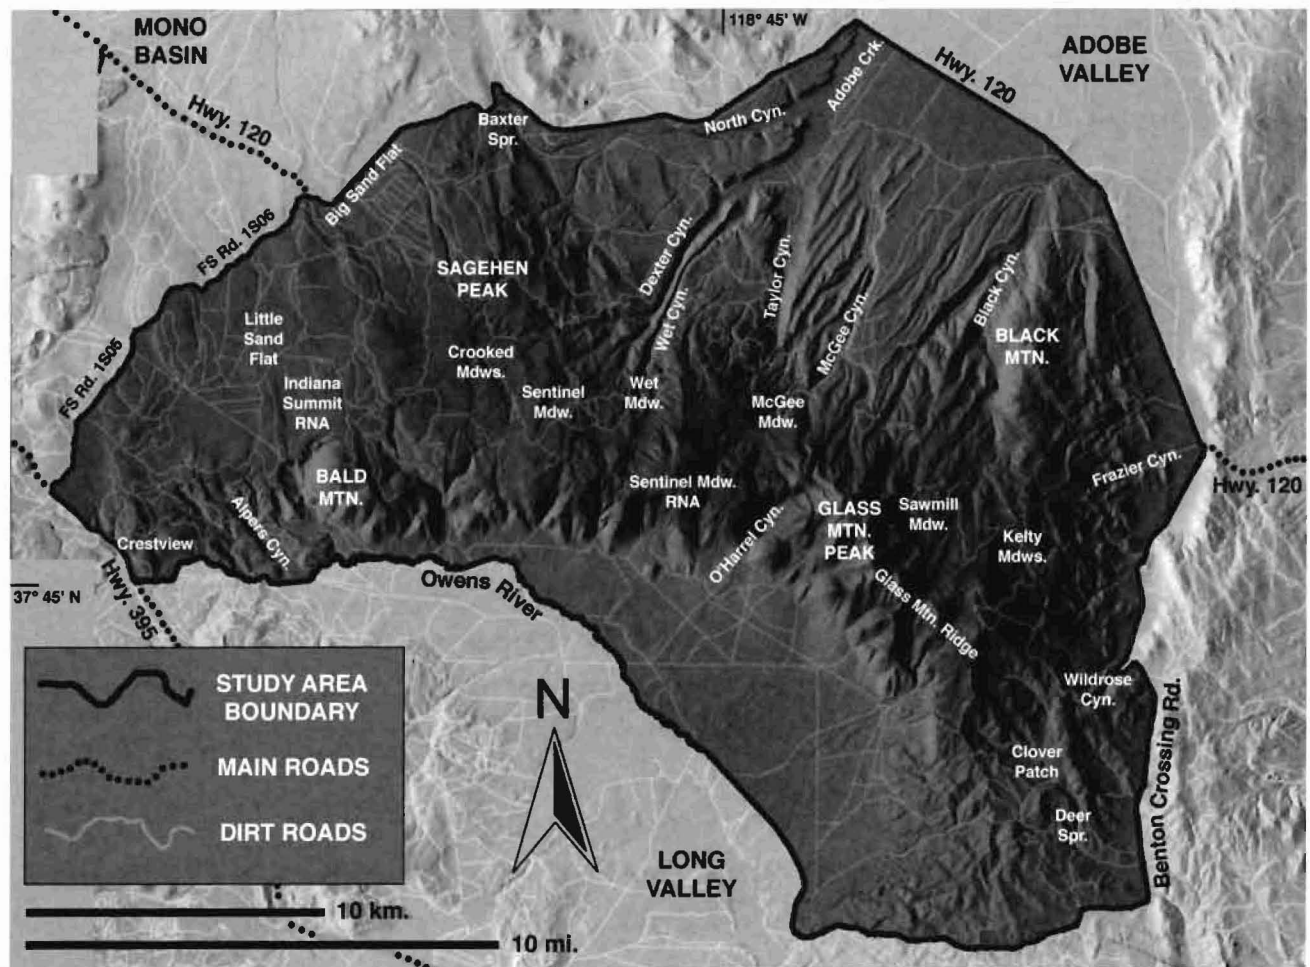 118° 45' W
MONO
BASIN
ADOBE
VALLEY
Hwy. 120
Adobe Crk.
Hwy. 120
North Cyn.
Baxter
Spr.
Big Sand Flat
FS Rd. 1S06
Dexter Cyn.
Taylor Cyn.
SAGEHEN
PEAK
Black Cyn.
Wet Cyn.
McGee Cyn.
Little
Sand
Flat
BLACK
MTN.
FS Rd. 1S05
Crooked
Mdws.
Indiana
Summit
RNA
Sentinel
Mdw.
Wet
Mdw.
McGee
Mdw.
BALD
MTN.
Sentinel Mdw.
RNA
Frazier Cyn.
Hwy. 120
GLASS
MTN.
PEAK
Sawmill
Mdw.
Kelty
Mdws.
O'Harrel Cyn.
Alpers Cyn.
Crestview
37° 45' N
Hwy. 395
Owens River
Glass Mtn. Ridge
Wildrose
Cyn.
Benton Crossing Rd.
STUDY AREA
BOUNDARY
MAIN ROADS
DIRT ROADS
N
Clover
Patch
Deer
Spr.
LONG
VALLEY
10 km.
10 mi.